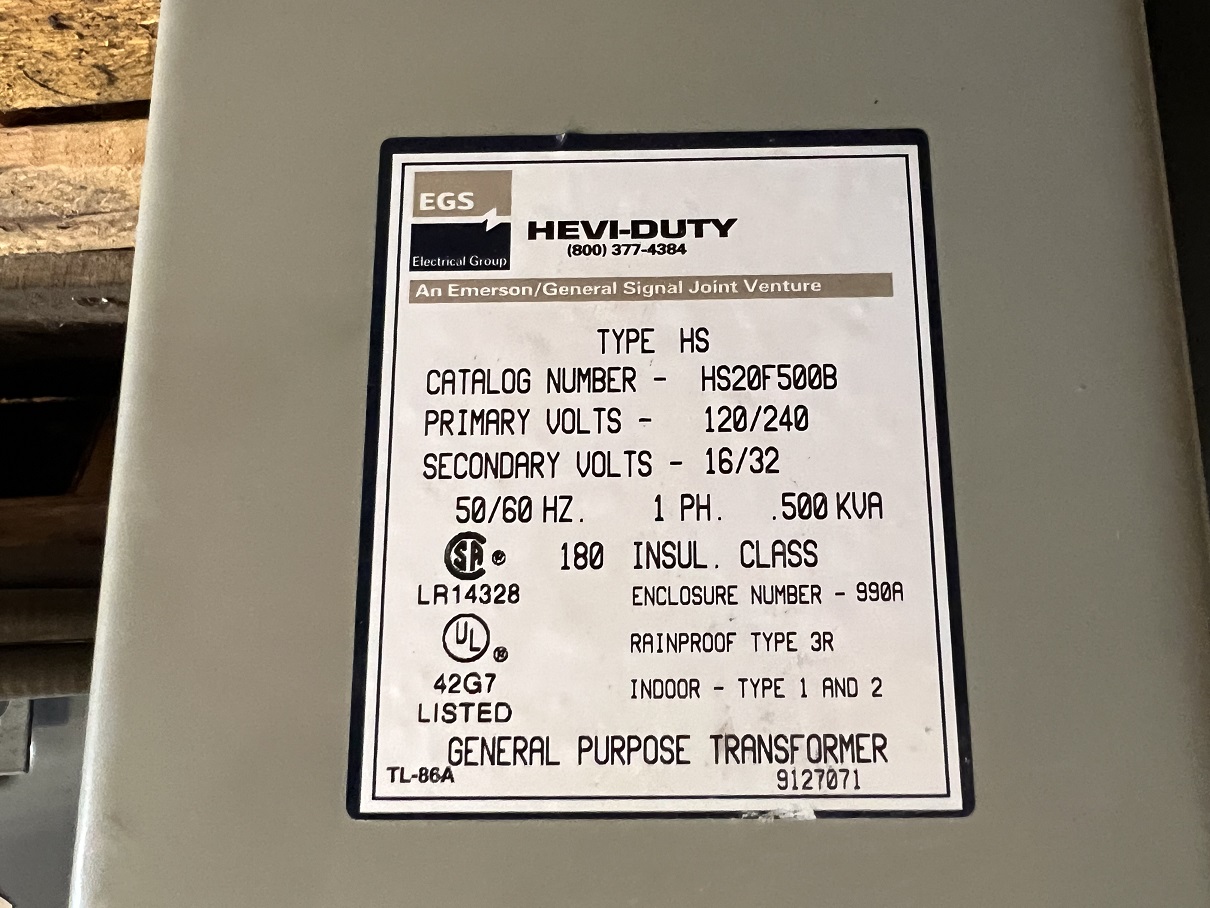 EGS
Electrical Group
HEVI-DUTY
(800) 377-4384
An Emerson/General Signal Joint Venture
TYPE HS
CATALOG NUMBER - HS20F500B
PRIMARY VOLTS - 120/240
SECONDARY VOLTS - 16/32
50/60 HZ. 1 PH. .500 KVA
SA ® 180 INSUL. CLASS
LR14328 ENCLOSURE NUMBER - 990A
UL ® RAINPROOF TYPE 3R
42G7 INDOOR - TYPE 1 AND 2
LISTED
GENERAL PURPOSE TRANSFORMER
TL-86A 9127071